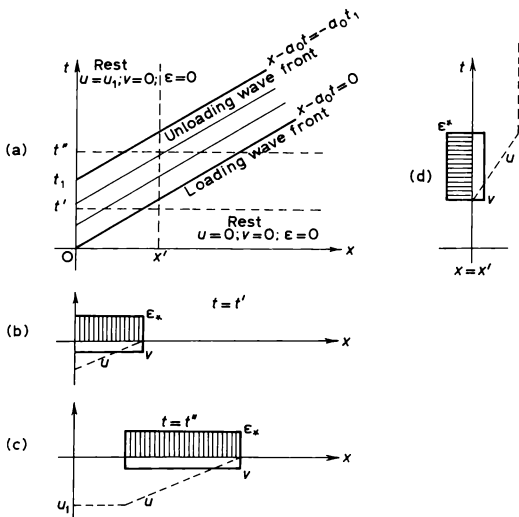 (a)
t
Rest
u=u₁; v=0; ε=0
x-a₀t=-a₀t₁
Unloading wave front
x-a₀t=0
Loading wave front
t"
t₁
t'
Rest
u=0; v=0; ε=0
O
x'
x
(d)
t
ε*
u
v
x=x'
(b)
t=t'
ε*
x
v
u
(c)
t=t"
ε*
x
v
u₁
u